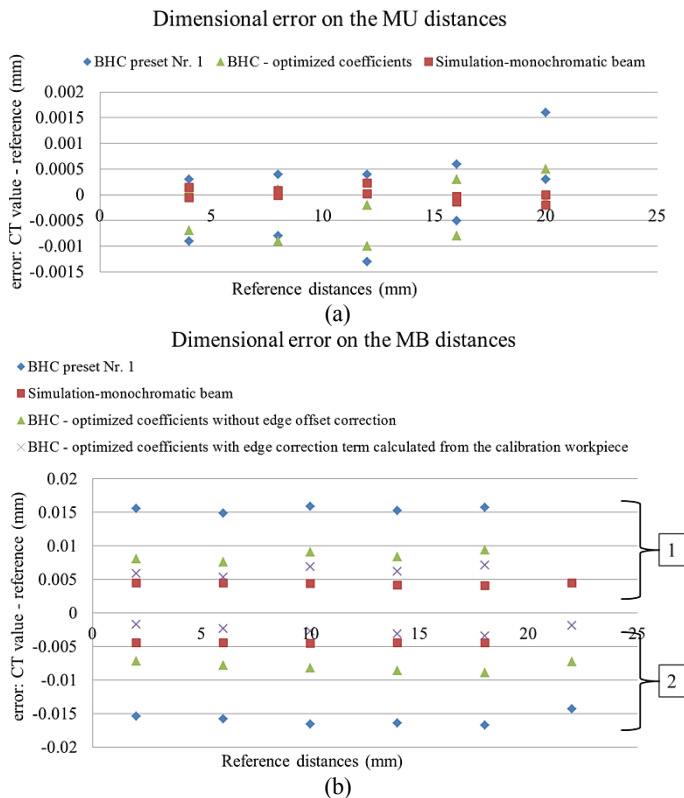 Dimensional error on the MU distances
(a)
BHC preset Nr. 1 BHC - optimized coefficients Simulation-monochromatic beam
error: CT value - reference (mm)
0.002
0.0015
0.001
0.0005
0
-0.0005
-0.001
-0.0015
0 5 10 15 20 25
Reference distances (mm)
(a)
Dimensional error on the MB distances
(b)
BHC preset Nr. 1
Simulation-monochromatic beam
BHC - optimized coefficients without edge offset correction
BHC - optimized coefficients with edge correction term calculated from the calibration workpiece
error: CT value - reference (mm)
0.02
0.015
0.01
0.005
0
-0.005
-0.01
-0.015
-0.02
0 5 10 15 20 25
1
2
Reference distances (mm)
(b)